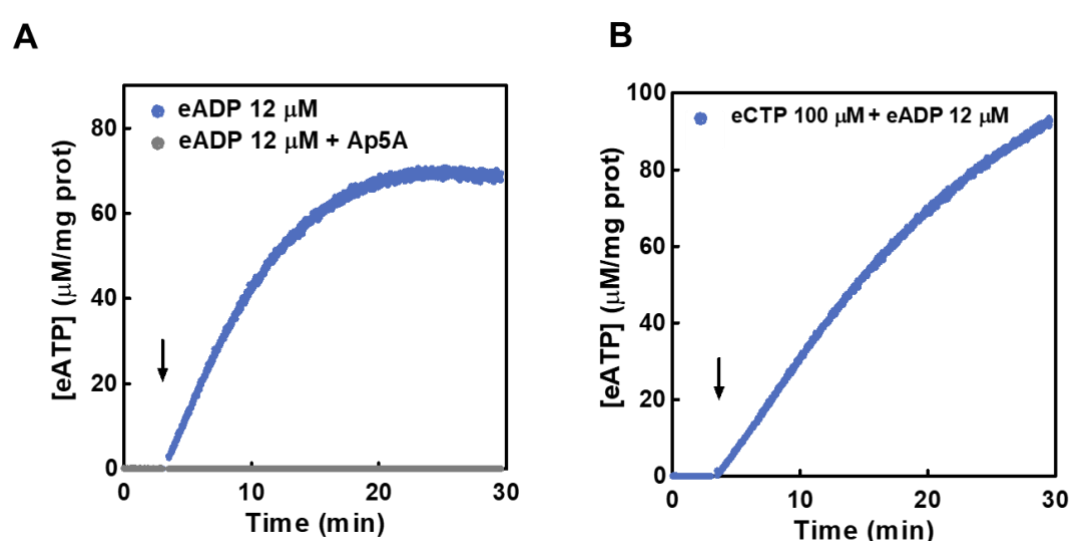 A
eADP 12 μM
eADP 12 μM + Ap5A
[eATP] (μM/mg prot)
80
60
40
20
0
0 10 20 30
Time (min)
B
eCTP 100 μM + eADP 12 μM
[eATP] (μM/mg prot)
100
80
60
40
20
0
0 10 20 30
Time (min)